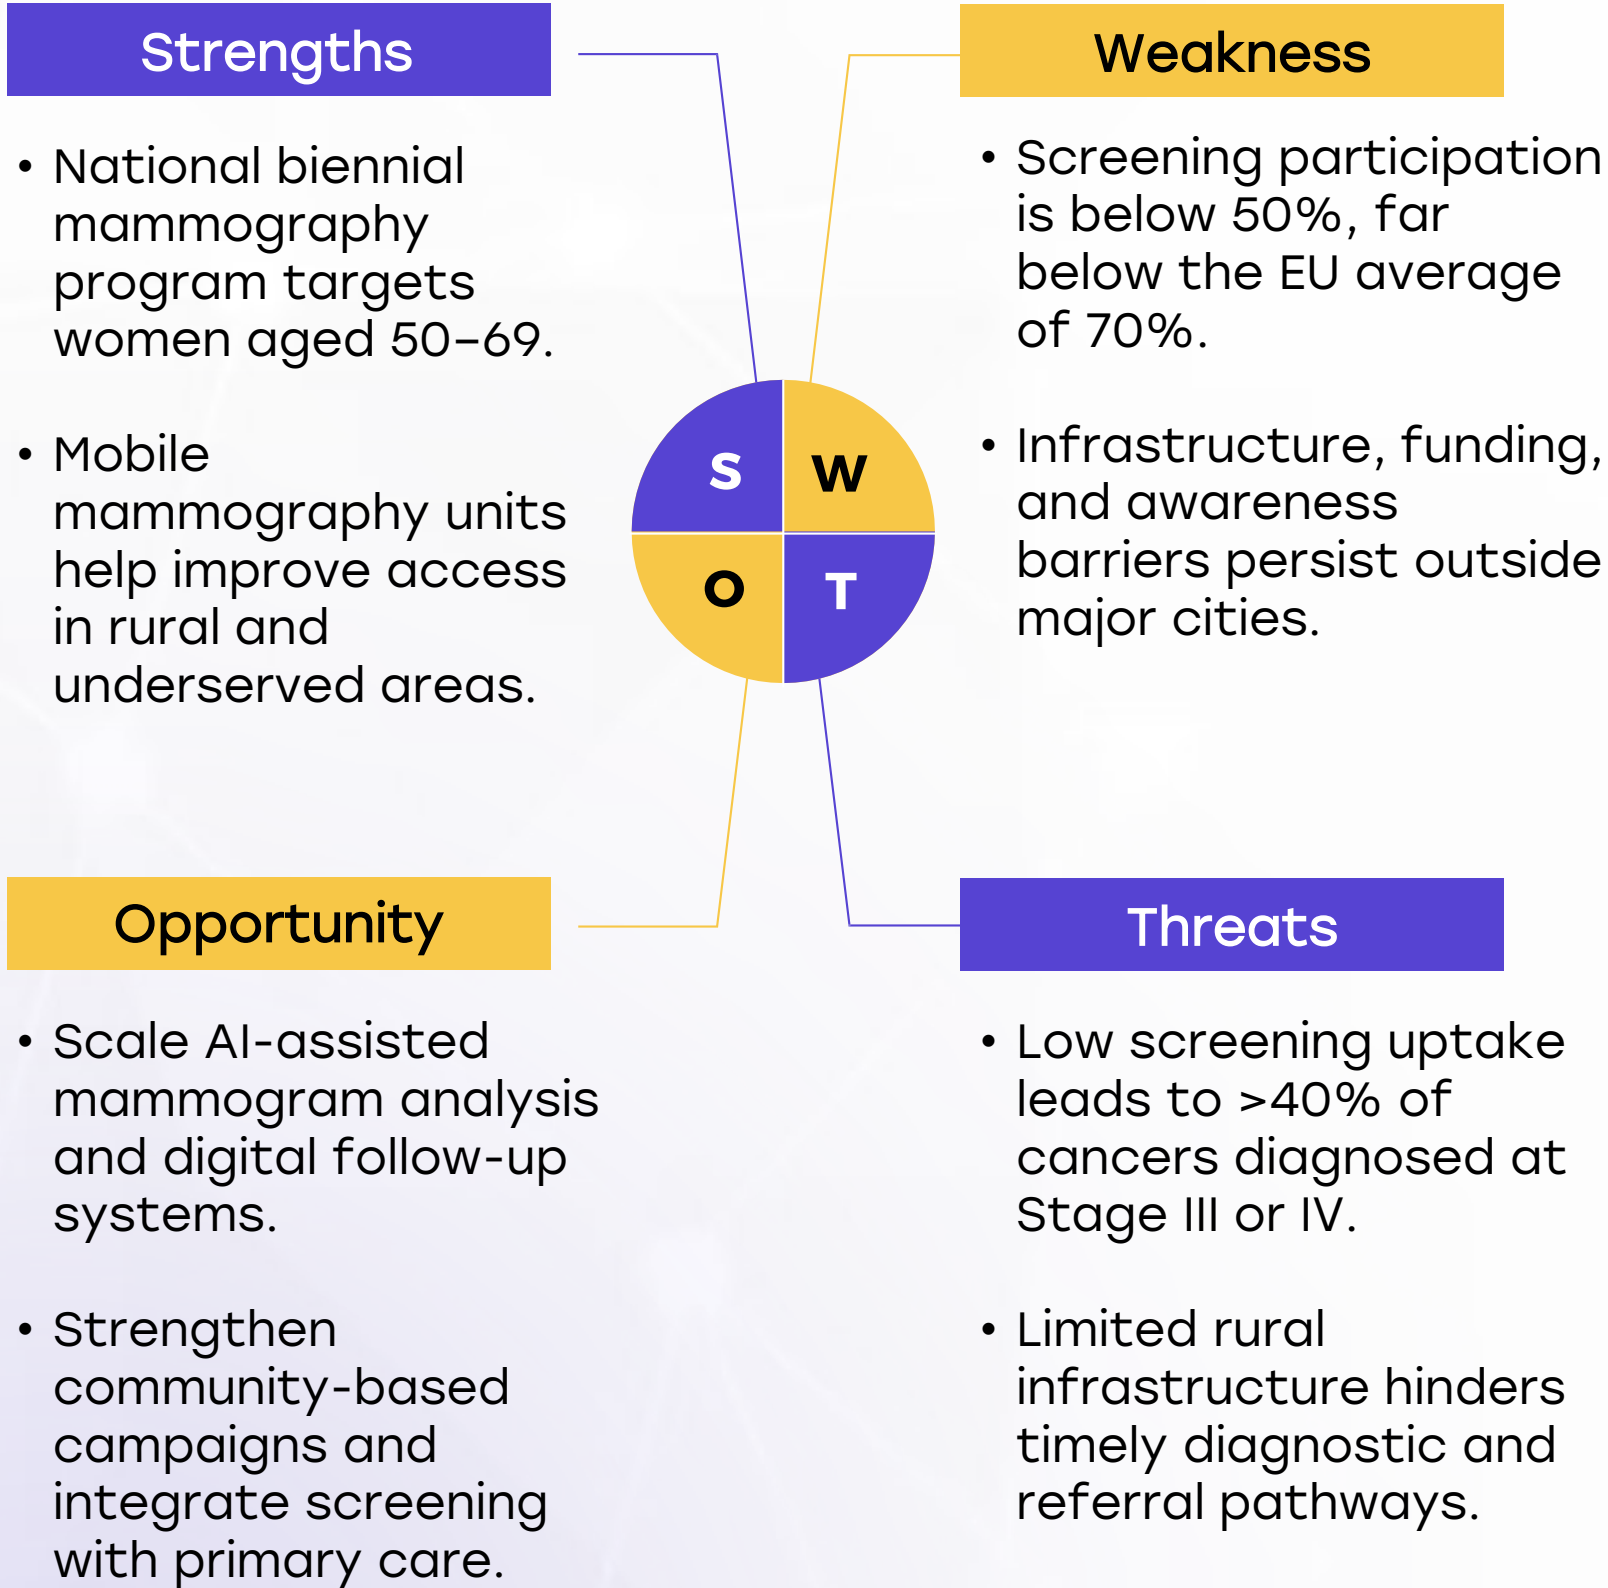 Strengths
• National biennial
mammography
program targets
women aged 50–69.
• Mobile
mammography units
help improve access
in rural and
underserved areas.
Weakness
• Screening participation
is below 50%, far
below the EU average
of 70%.
• Infrastructure, funding,
and awareness
barriers persist outside
major cities.
S
W
O
T
Opportunity
• Scale AI-assisted
mammogram analysis
and digital follow-up
systems.
• Strengthen
community-based
campaigns and
integrate screening
with primary care.
Threats
• Low screening uptake
leads to >40% of
cancers diagnosed at
Stage III or IV.
• Limited rural
infrastructure hinders
timely diagnostic and
referral pathways.